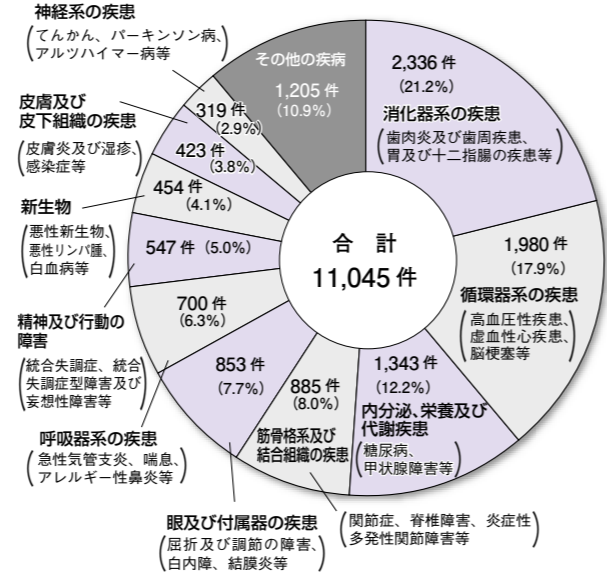 神経系の疾患
てんかん、パーキンソン病、
アルツハイマー病等
皮膚及び
皮下組織の疾患
皮膚炎及び湿疹、
感染症等
新生物
悪性新生物、
悪性リンパ腫、
白血病等
精神及び行動の
障害
統合失調症、統合
失調症型障害及び
妄想性障害等
呼吸器系の疾患
急性気管支炎、喘息、
アレルギー性鼻炎等
眼及び付属器の疾患
屈折及び調節の障害、
白内障、結膜炎等
関節症、脊椎障害、炎症性
多発性関節障害等
その他の疾病
1,205 件
(10.9%)
2,336 件
(21.2%)
消化器系の疾患
歯肉炎及び歯周疾患、
胃及び十二指腸の疾患等
1,980 件
(17.9%)
循環器系の疾患
高血圧性疾患、
虚血性心疾患、
脳梗塞等
1,343 件
(12.2%)
内分泌、栄養及び
代謝疾患
糖尿病、
甲状腺障害等
885 件
(8.0%)
筋骨格系及び
結合組織の疾患
853 件
(7.7%)
700 件
(6.3%)
547 件 (5.0%)
454 件
(4.1%)
423 件
(3.8%)
319 件
(2.9%)
合 計
11,045 件